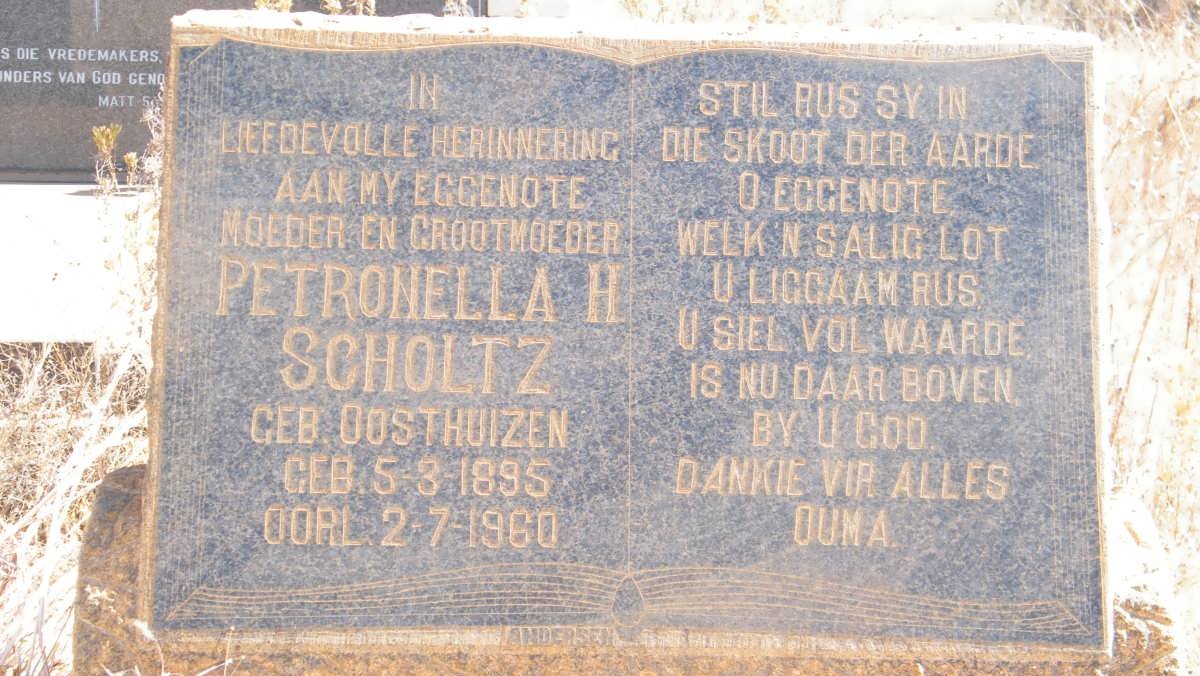 S DIE VREDEMAKERS,
NDERS VAN GOD GENO
MATT 5
IN
LIEFDEVOLLE HERINNERING
AAN MY EGGENOTE
MOEDER EN GROOTMOEDER
PETRONELLA H
SCHOLTZ
GEB. OOSTHUIZEN
GEB. 5-3-1895
OORL. 2-7-1960
STIL RUS SY IN
DIE SKOOT DER AARDE
O EGGENOTE
WELK 'N SALIG LOT
U LIGGAAM RUS,
U SIEL VOL WAARDE
IS NU DAAR BOVEN,
BY U GOD.
DANKIE VIR ALLES
OUMA.
ANDERSEN